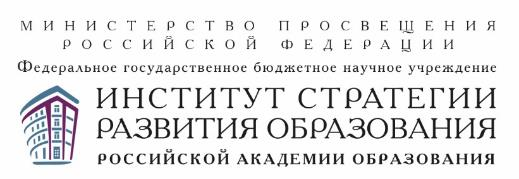 МИНИСТЕРСТВО ПРОСВЕЩЕНИЯ
РОССИЙСКОЙ ФЕДЕРАЦИИ
Федеральное государственное бюджетное научное учреждение
ИНСТИТУТ СТРАТЕГИИ
РАЗВИТИЯ ОБРАЗОВАНИЯ
РОССИЙСКОЙ АКАДЕМИИ ОБРАЗОВАНИЯ